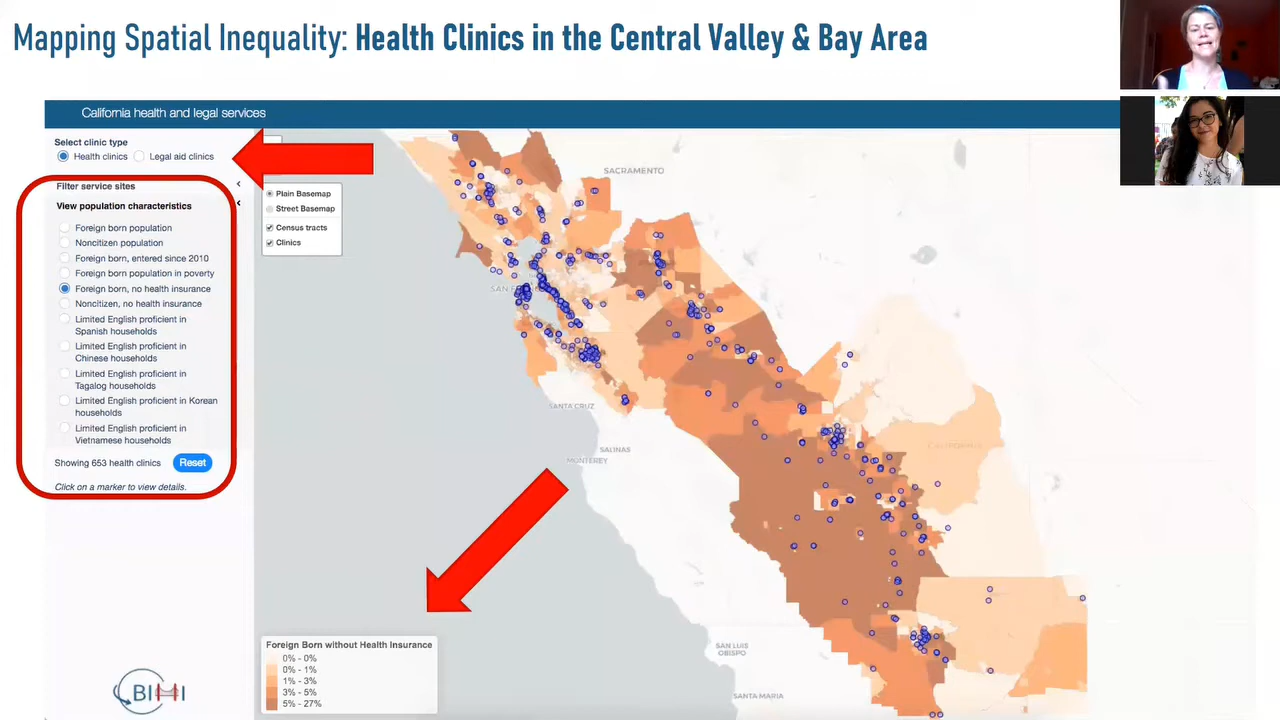 Mapping Spatial Inequality: Health Clinics in the Central Valley & Bay Area
California health and legal services
Select clinic type
Health clinics
Legal aid clinics
Filter service sites
View population characteristics
Foreign born population
Noncitizen population
Foreign born, entered since 2010
Foreign born population in poverty
Foreign born, no health insurance
Noncitizen, no health insurance
Limited English proficient in
Spanish households
Limited English proficient in
Chinese households
Limited English proficient in
Tagalog households
Limited English proficient in Korean
households
Limited English proficient in
Vietnamese households
Showing 653 health clinics
Reset
Click on a marker to view details.
Plain Basemap
Street Basemap
Census tracts
Clinics
SACRAMENTO
SANTA CRUZ
SALINAS
MONTEREY
CALIFORNIA
SAN LUIS
OBISPO
SANTA MARIA
Foreign Born without Health Insurance
0% - 0%
0% - 1%
1% - 3%
3% - 5%
5% - 27%
BIMI